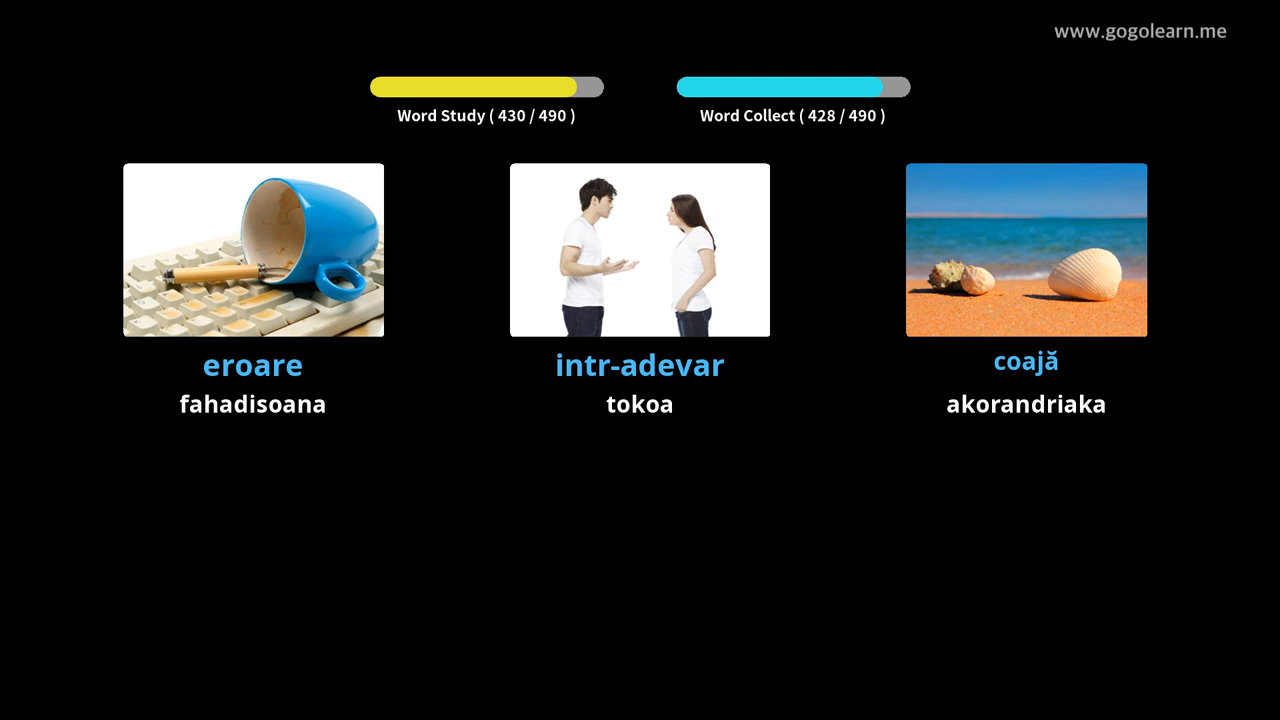 www.gogolearn.me
Word Study ( 430 / 490 )
Word Collect ( 428 / 490 )
eroare
fahadisoana
intr-adevar
tokoa
coajă
akorandriaka